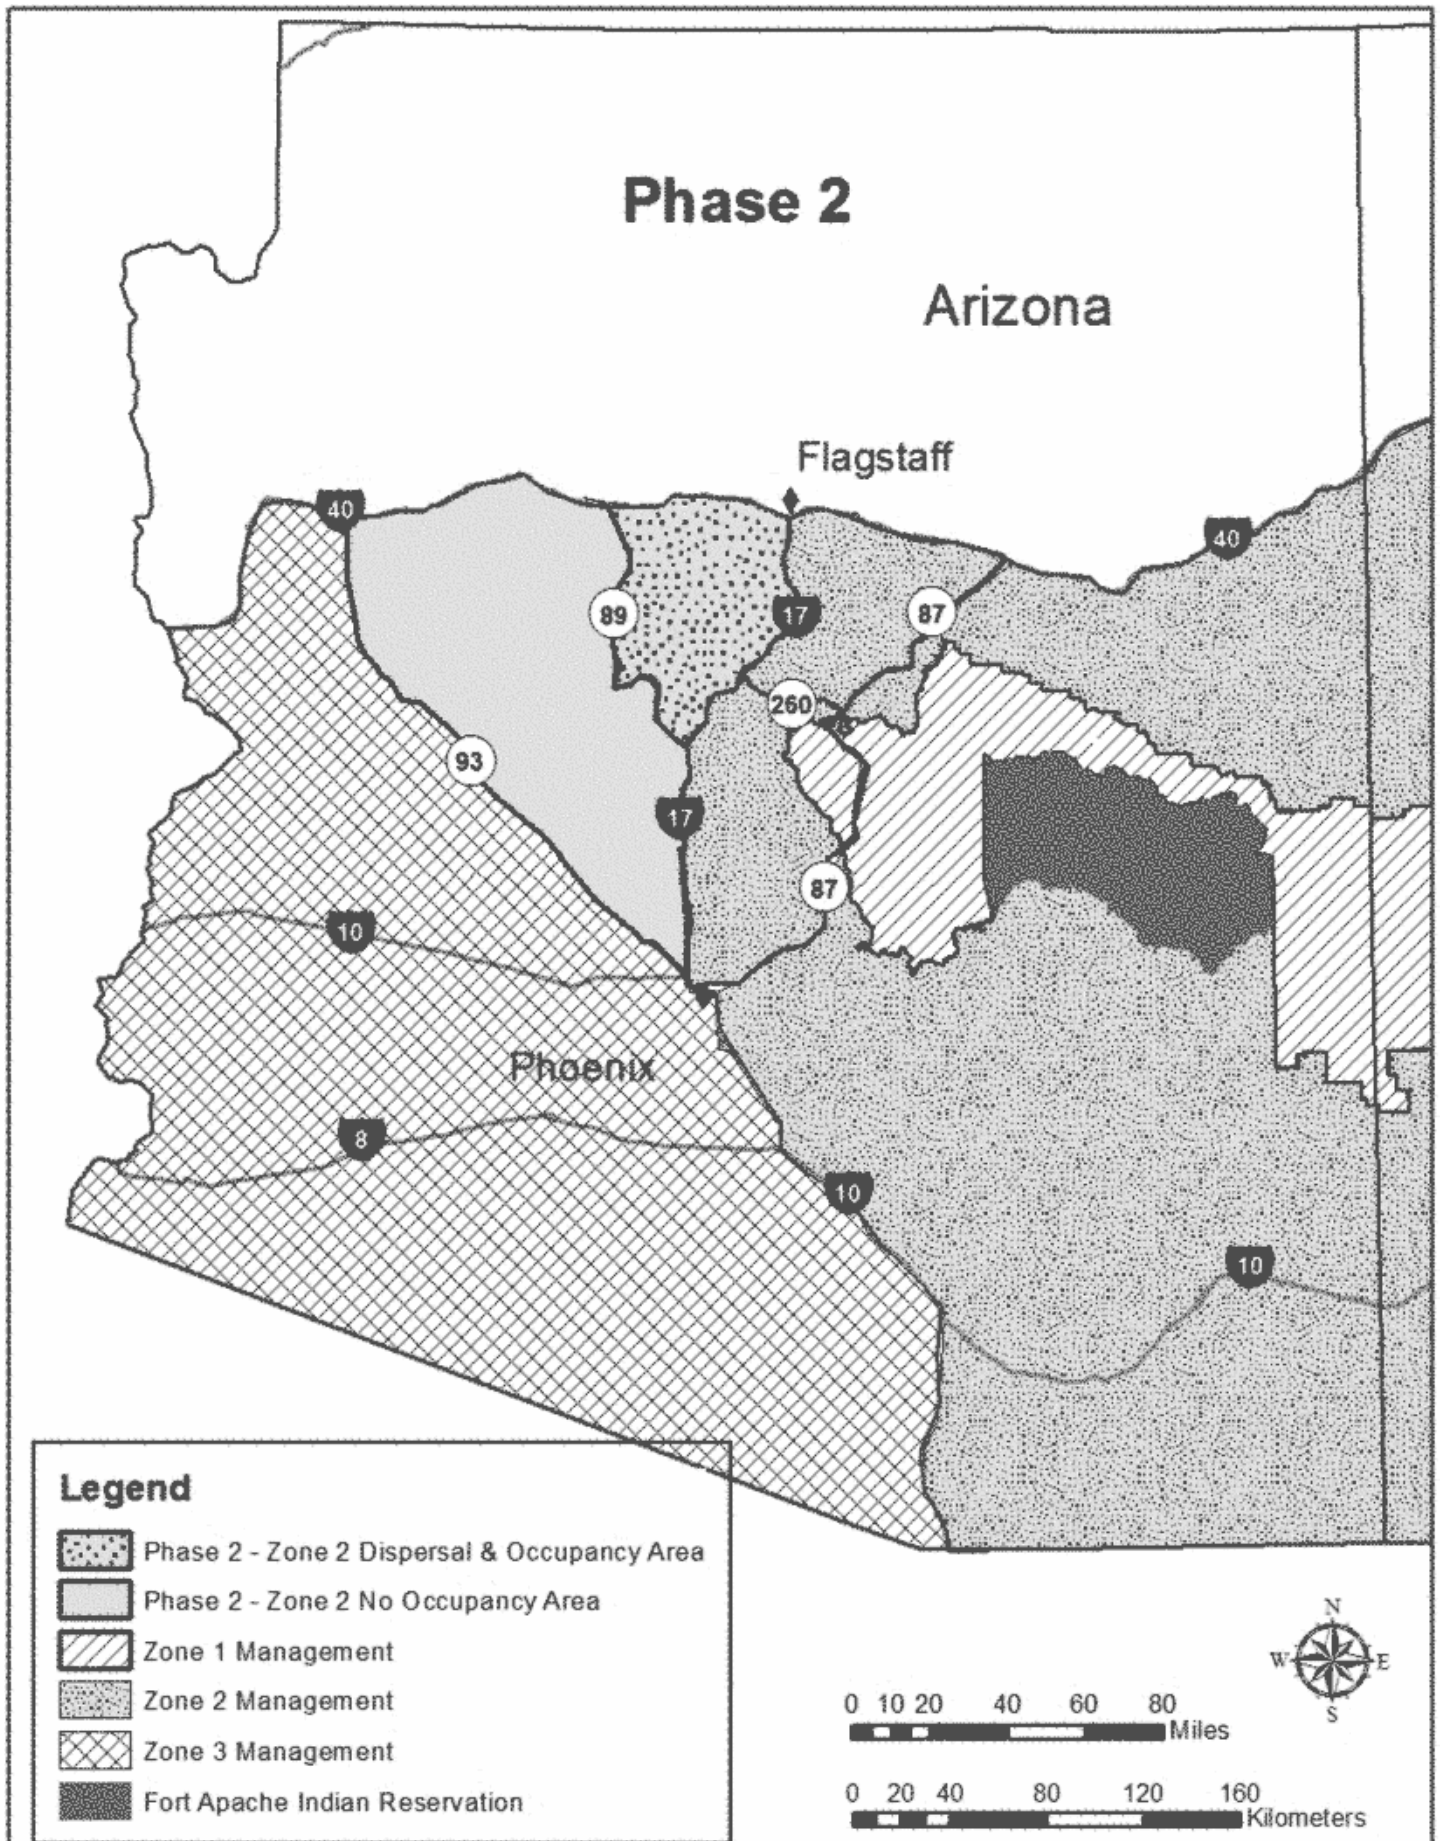 Phase 2
Arizona
Flagstaff
40
40
89
17
87
260
93
17
87
10
Phoenix
8
10
10
Legend
Phase 2 - Zone 2 Dispersal & Occupancy Area
Phase 2 - Zone 2 No Occupancy Area
Zone 1 Management
Zone 2 Management
Zone 3 Management
Fort Apache Indian Reservation
N
W E
S
0 10 20 40 60 80
Miles
0 20 40 80 120 160
Kilometers